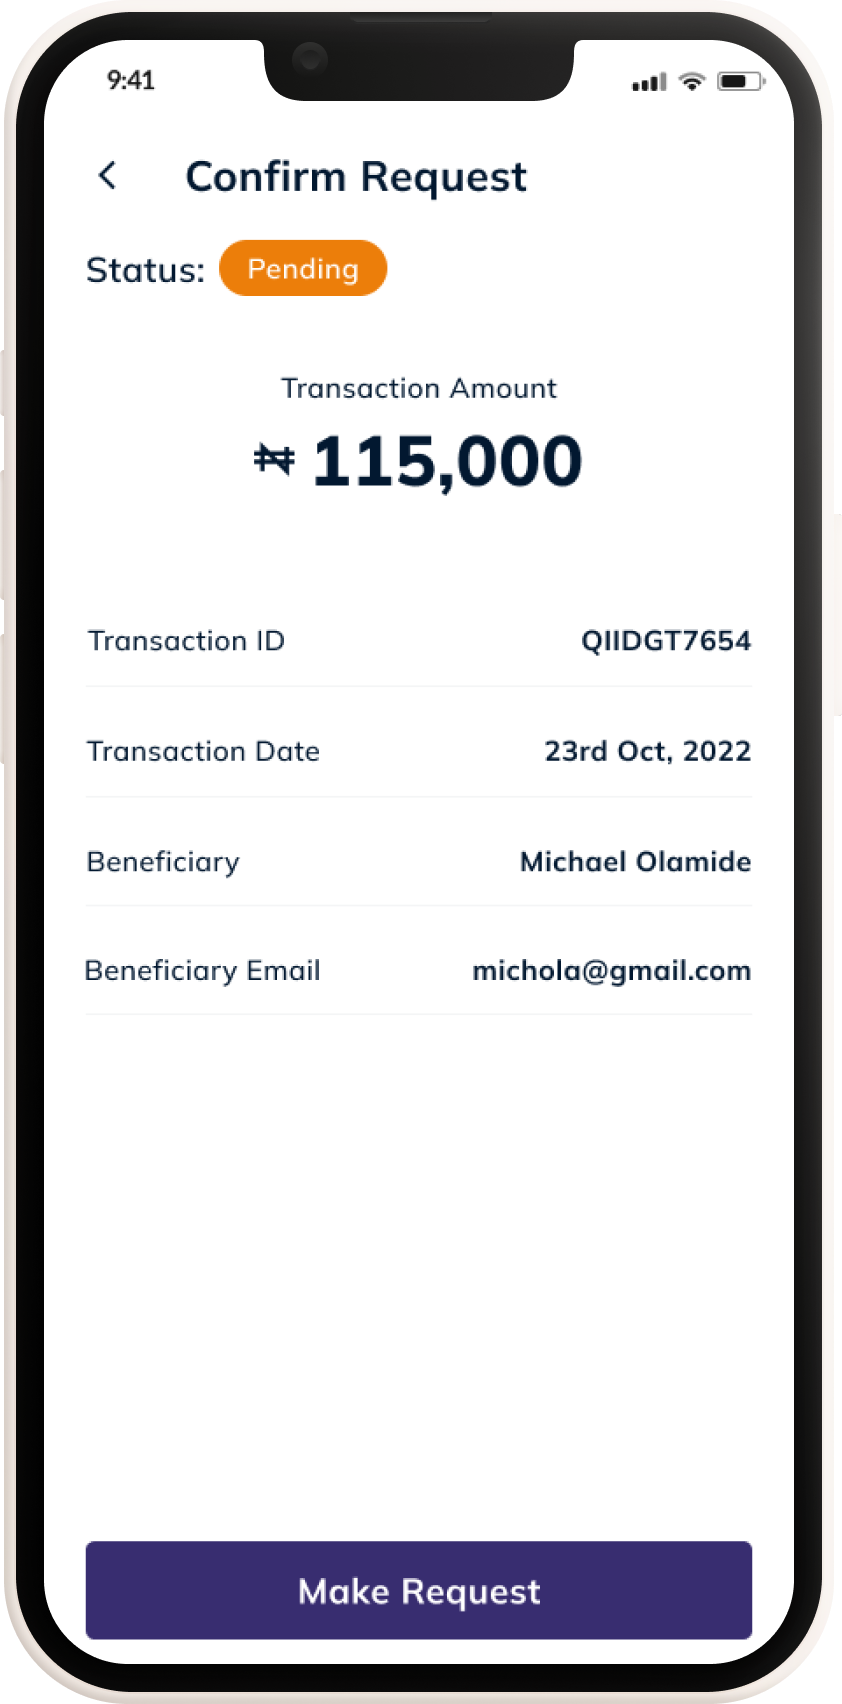 9:41
Confirm Request
Status: Pending
Transaction Amount
₦ 115,000
Transaction ID QIIDGT7654
Transaction Date 23rd Oct, 2022
Beneficiary Michael Olamide
Beneficiary Email michola@gmail.com
Make Request